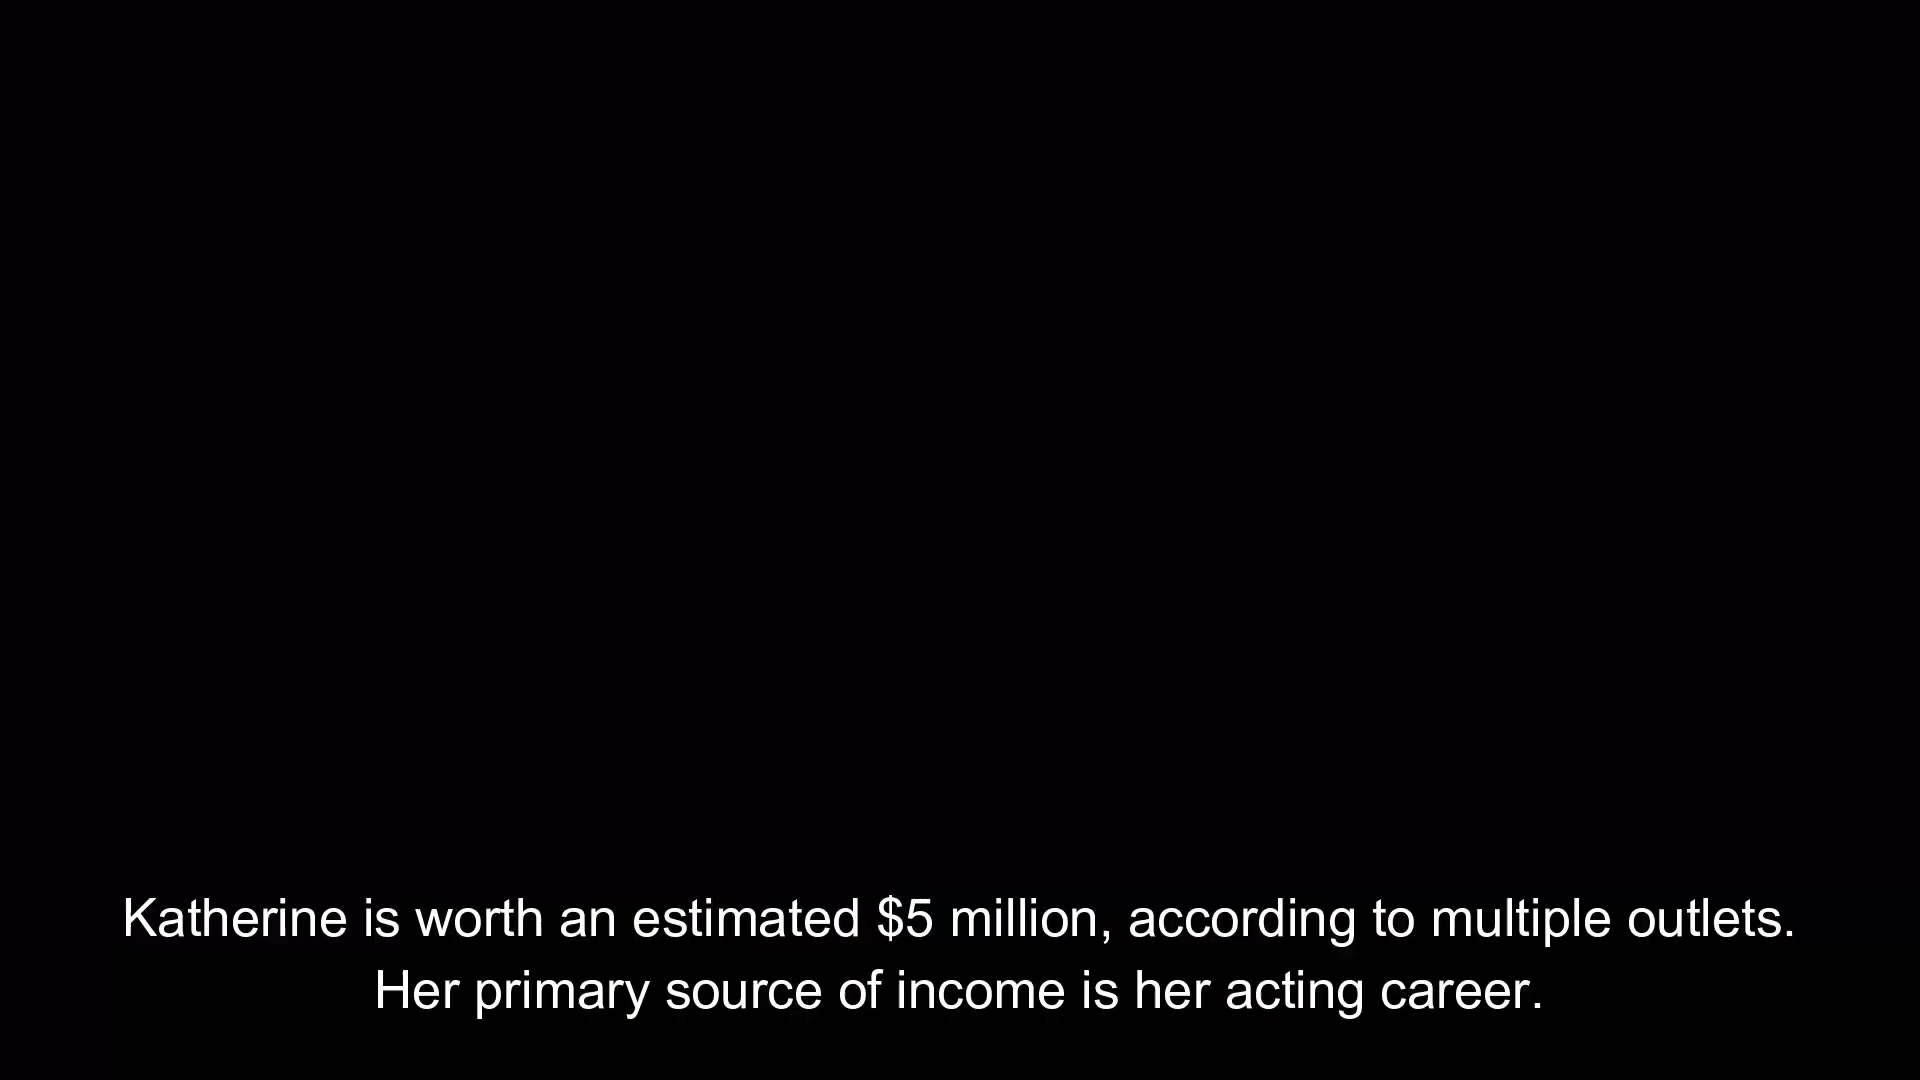 Katherine is worth an estimated $5 million, according to multiple outlets.
Her primary source of income is her acting career.